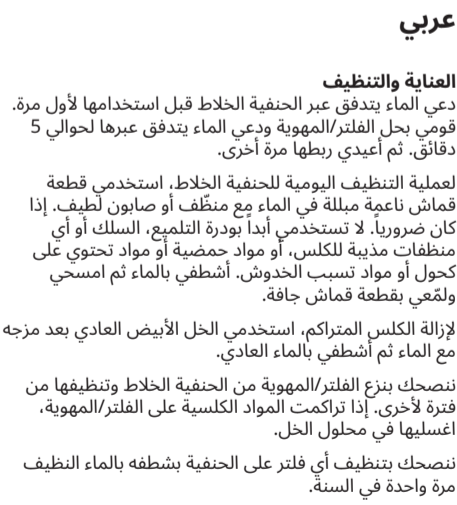 عربي
العناية والتنظيف
دعي الماء يتدفق عبر الحنفية الخلاط قبل استخدامها لأول مرة.
قومي بحل الفلتر/المهوية ودعي الماء يتدفق عبرها لحوالي 5
دقائق. ثم أعيدي ربطها مرة أخرى.
لعملية التنظيف اليومية للحنفية الخلاط، استخدمي قطعة
قماش ناعمة مبللة في الماء مع منظّف أو صابون لطيف. إذا
كان ضرورياً. لا تستخدمي أبداً بودرة التلميع، السلك أو أي
منظفات مذيبة للكلس، أو مواد حمضية أو مواد تحتوي على
كحول أو مواد تسبب الخدوش. أشطفي بالماء ثم امسحي
ولمّعي بقطعة قماش جافة.
لإزالة الكلس المتراكم، استخدمي الخل الأبيض العادي بعد مزجه
مع الماء ثم أشطفي بالماء العادي.
ننصحك بنزع الفلتر/المهوية من الحنفية الخلاط وتنظيفها من
فترة لأخرى. إذا تراكمت المواد الكلسية على الفلتر/المهوية،
اغسليها في محلول الخل.
ننصحك بتنظيف أي فلتر على الحنفية بشطفه بالماء النظيف
مرة واحدة في السنة.